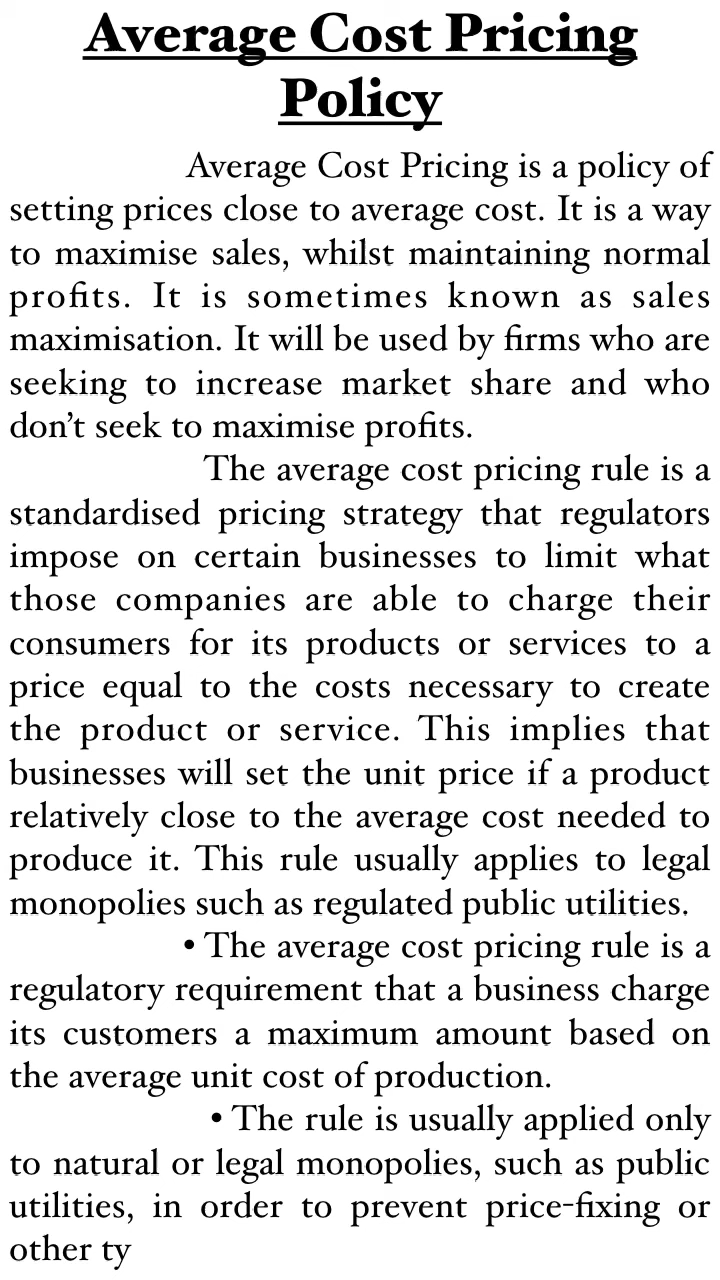 Average Cost Pricing
Policy
Average Cost Pricing is a policy of
setting prices close to average cost. It is a way
to maximise sales, whilst maintaining normal
profits. It is sometimes known as sales
maximisation. It will be used by firms who are
seeking to increase market share and who
don’t seek to maximise profits.
The average cost pricing rule is a
standardised pricing strategy that regulators
impose on certain businesses to limit what
those companies are able to charge their
consumers for its products or services to a
price equal to the costs necessary to create
the product or service. This implies that
businesses will set the unit price if a product
relatively close to the average cost needed to
produce it. This rule usually applies to legal
monopolies such as regulated public utilities.
• The average cost pricing rule is a
regulatory requirement that a business charge
its customers a maximum amount based on
the average unit cost of production.
• The rule is usually applied only
to natural or legal monopolies, such as public
utilities, in order to prevent price-fixing or
other ty